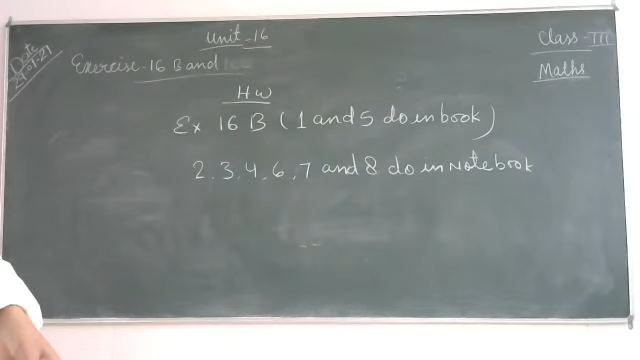 Date
Unit-16
Class-III
Exercise-16 B and
Maths
HW
Ex 16 B (1 and 5 do in book)
2, 3, 4, 6, 7 and 8 do in Notebook